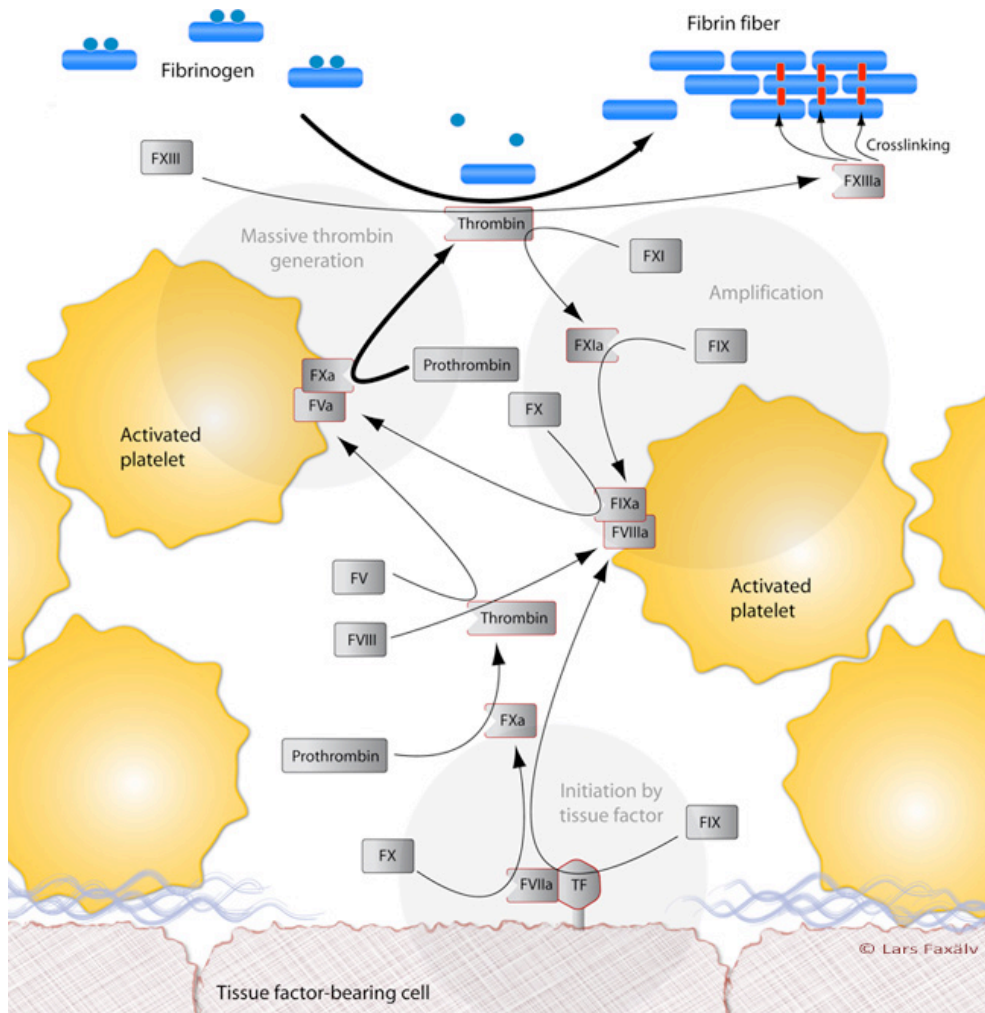 Fibrin fiber
Fibrinogen
Crosslinking
FXIII
FXIIIa
Thrombin
Massive thrombin
generation
FXI
Amplification
FXIa
FIX
FXa
Prothrombin
FVa
FX
Activated
platelet
FIXa
FVIIIa
FV
Activated
platelet
Thrombin
FVIII
FXa
Prothrombin
Initiation by
tissue factor
FIX
FX
FVIIa
TF
© Lars Faxälv
Tissue factor-bearing cell